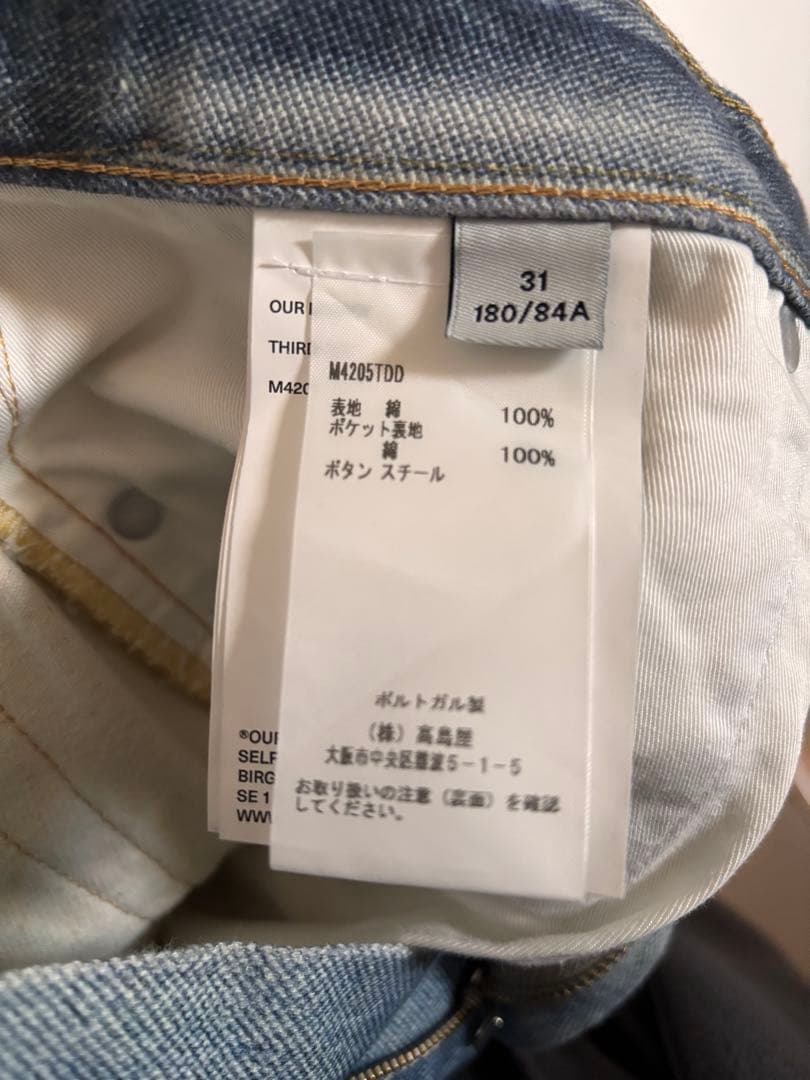 31
180/84A
OUR
THIRD
M420
M4205TDD
表地 綿 100%
ポケット裏地
綿 100%
ボタン スチール
ポルトガル製
(株) 高島屋
大阪市中央区難波5-1-5
お取り扱いの注意 (裏面) を確認
してください。
®OUR
SELF
BIRG
SE 1
WWW